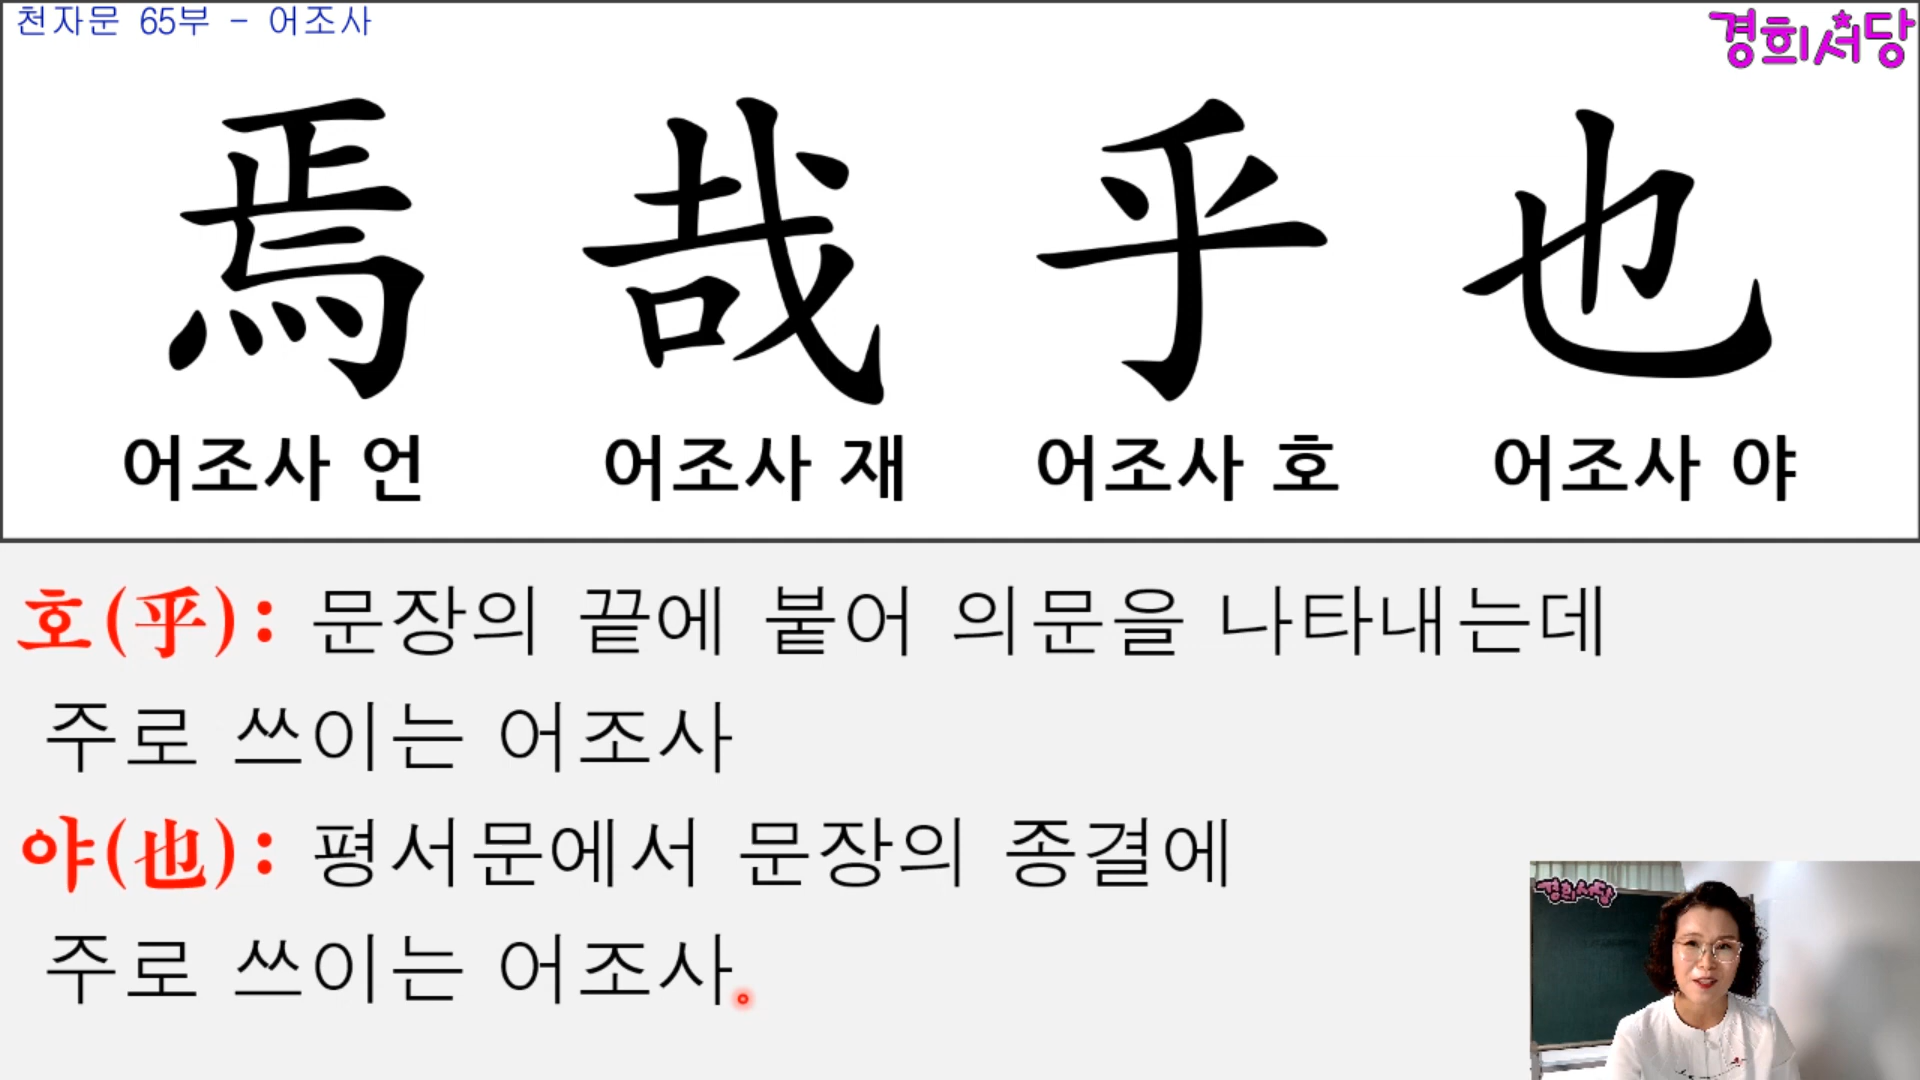 천자문 65부 - 어조사
경희서당
焉 哉 乎 也
어조사 언 어조사 재 어조사 호 어조사 야
호(乎): 문장의 끝에 붙어 의문을 나타내는데
주로 쓰이는 어조사
야(也): 평서문에서 문장의 종결에
주로 쓰이는 어조사
경희서당